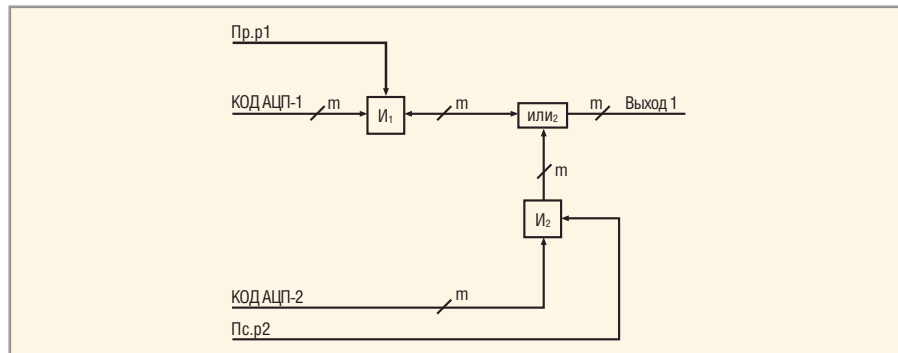 Пр.р1
КОД АЦП-1 m m m Выход 1
И₁ или₂
m
И₂
КОД АЦП-2 m
Пс.р2